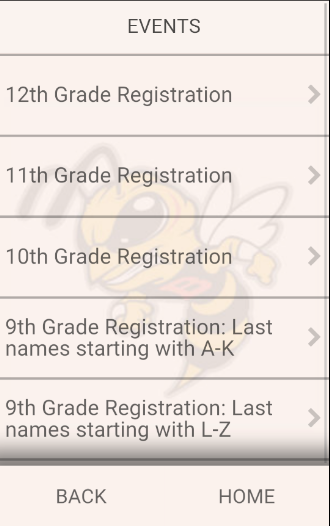 EVENTS
12th Grade Registration
11th Grade Registration
10th Grade Registration
9th Grade Registration: Last
names starting with A-K
9th Grade Registration: Last
names starting with L-Z
BACK
HOME